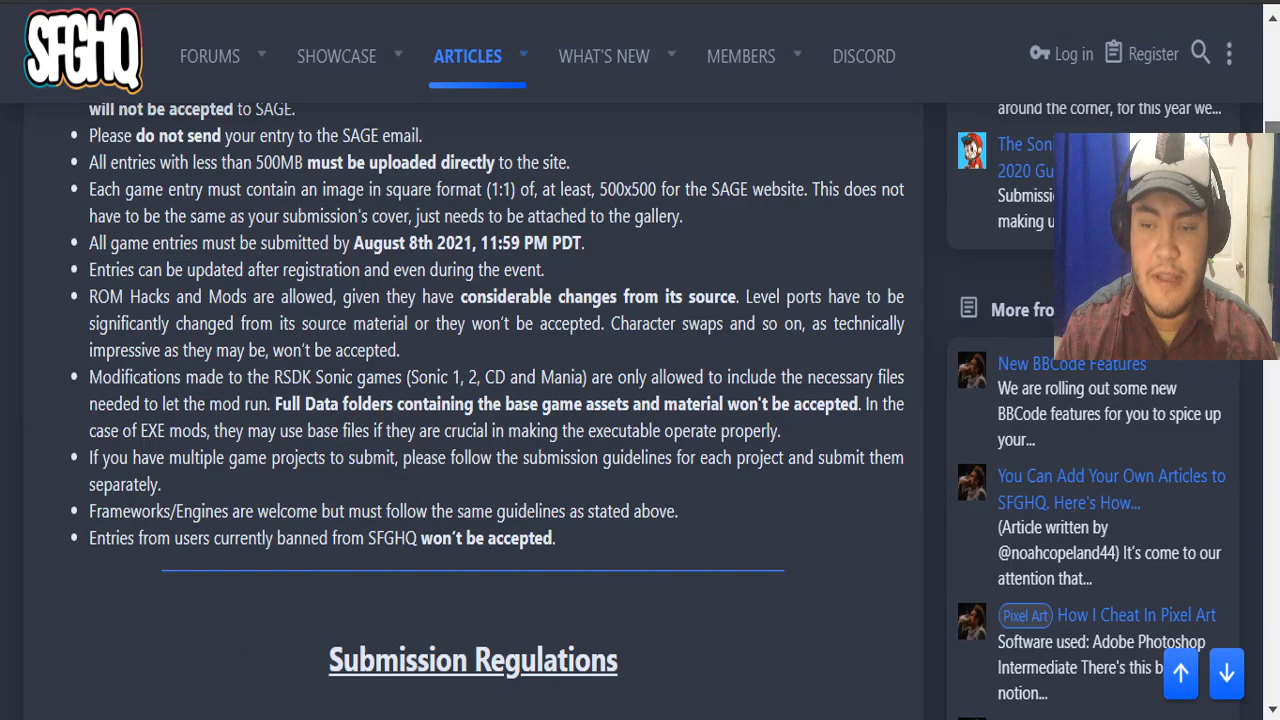 SFGHQ
FORUMS SHOWCASE ARTICLES WHAT'S NEW MEMBERS DISCORD Log in Register
will not be accepted to SAGE.
Please do not send your entry to the SAGE email.
All entries with less than 500MB must be uploaded directly to the site.
Each game entry must contain an image in square format (1:1) of, at least, 500x500 for the SAGE website. This does not
have to be the same as your submission's cover, just needs to be attached to the gallery.
All game entries must be submitted by August 8th 2021, 11:59 PM PDT.
Entries can be updated after registration and even during the event.
ROM Hacks and Mods are allowed, given they have considerable changes from its source. Level ports have to be
significantly changed from its source material or they won't be accepted. Character swaps and so on, as technically
impressive as they may be, won't be accepted.
Modifications made to the RSDK Sonic games (Sonic 1, 2, CD and Mania) are only allowed to include the necessary files
needed to let the mod run. Full Data folders containing the base game assets and material won't be accepted. In the
case of EXE mods, they may use base files if they are crucial in making the executable operate properly.
If you have multiple game projects to submit, please follow the submission guidelines for each project and submit them
separately.
Frameworks/Engines are welcome but must follow the same guidelines as stated above.
Entries from users currently banned from SFGHQ won't be accepted.
Submission Regulations
around the corner, for this year we...
The Soni
2020 Gu
Submiss
making u
More fro
New BBCode Features
We are rolling out some new
BBCode features for you to spice up
your...
You Can Add Your Own Articles to
SFGHQ. Here's How...
(Article written by
@noahcopeland44) It's come to our
attention that...
Pixel Art How I Cheat In Pixel Art
Software used: Adobe Photoshop
Intermediate There's this b
notion...